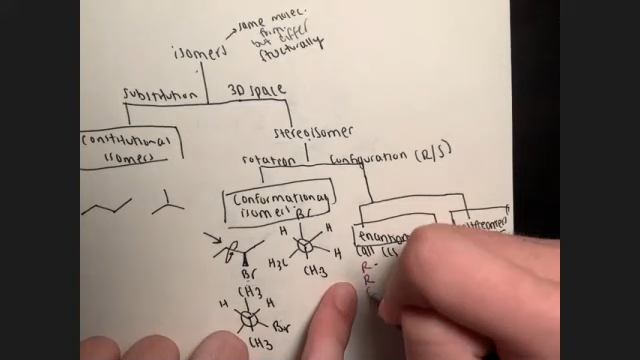 isomers
same molec.
form
but differ
structurally
substitution
3D space
constitutional
isomers
stereoisomer
rotation
configuration (R/S)
conformational
isomers
Br
H
H
H
H3C
CH3
Br
CH3
H
H
Br
CH3
R
R